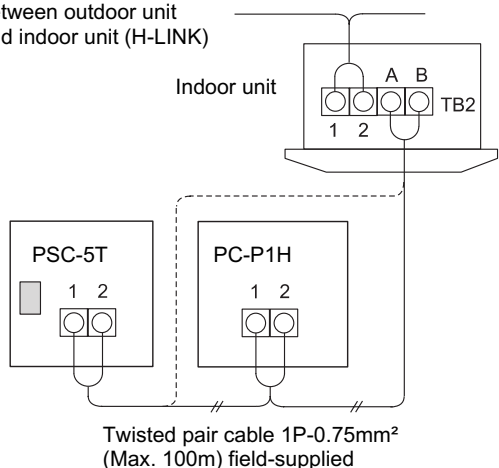 etween outdoor unit
d indoor unit (H-LINK)
Indoor unit
A B
TB2
1 2
PSC-5T
1 2
PC-P1H
1 2
Twisted pair cable 1P-0.75mm²
(Max. 100m) field-supplied